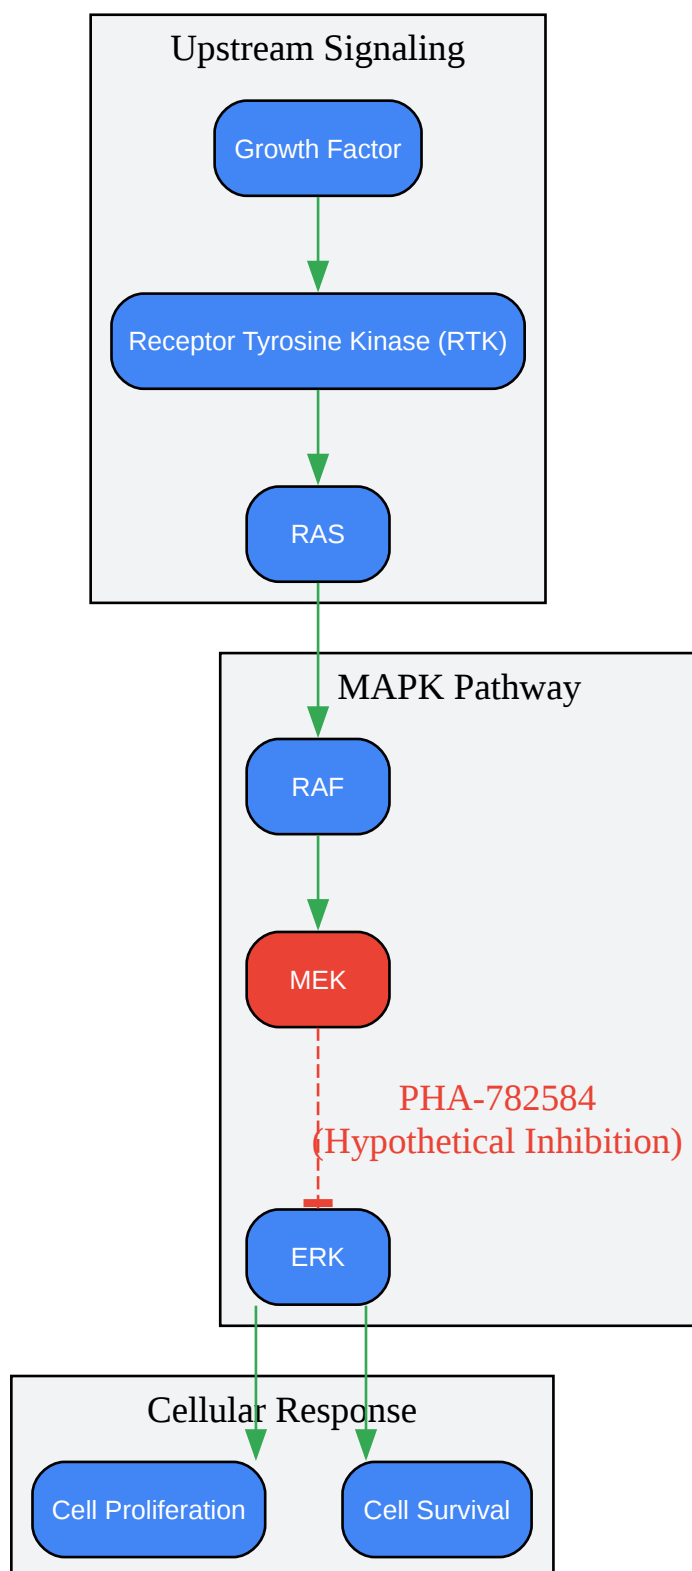 Upstream Signaling
Growth Factor
Receptor Tyrosine Kinase (RTK)
RAS
MAPK Pathway
RAF
MEK
PHA-782584
(Hypothetical Inhibition)
ERK
Cellular Response
Cell Proliferation
Cell Survival